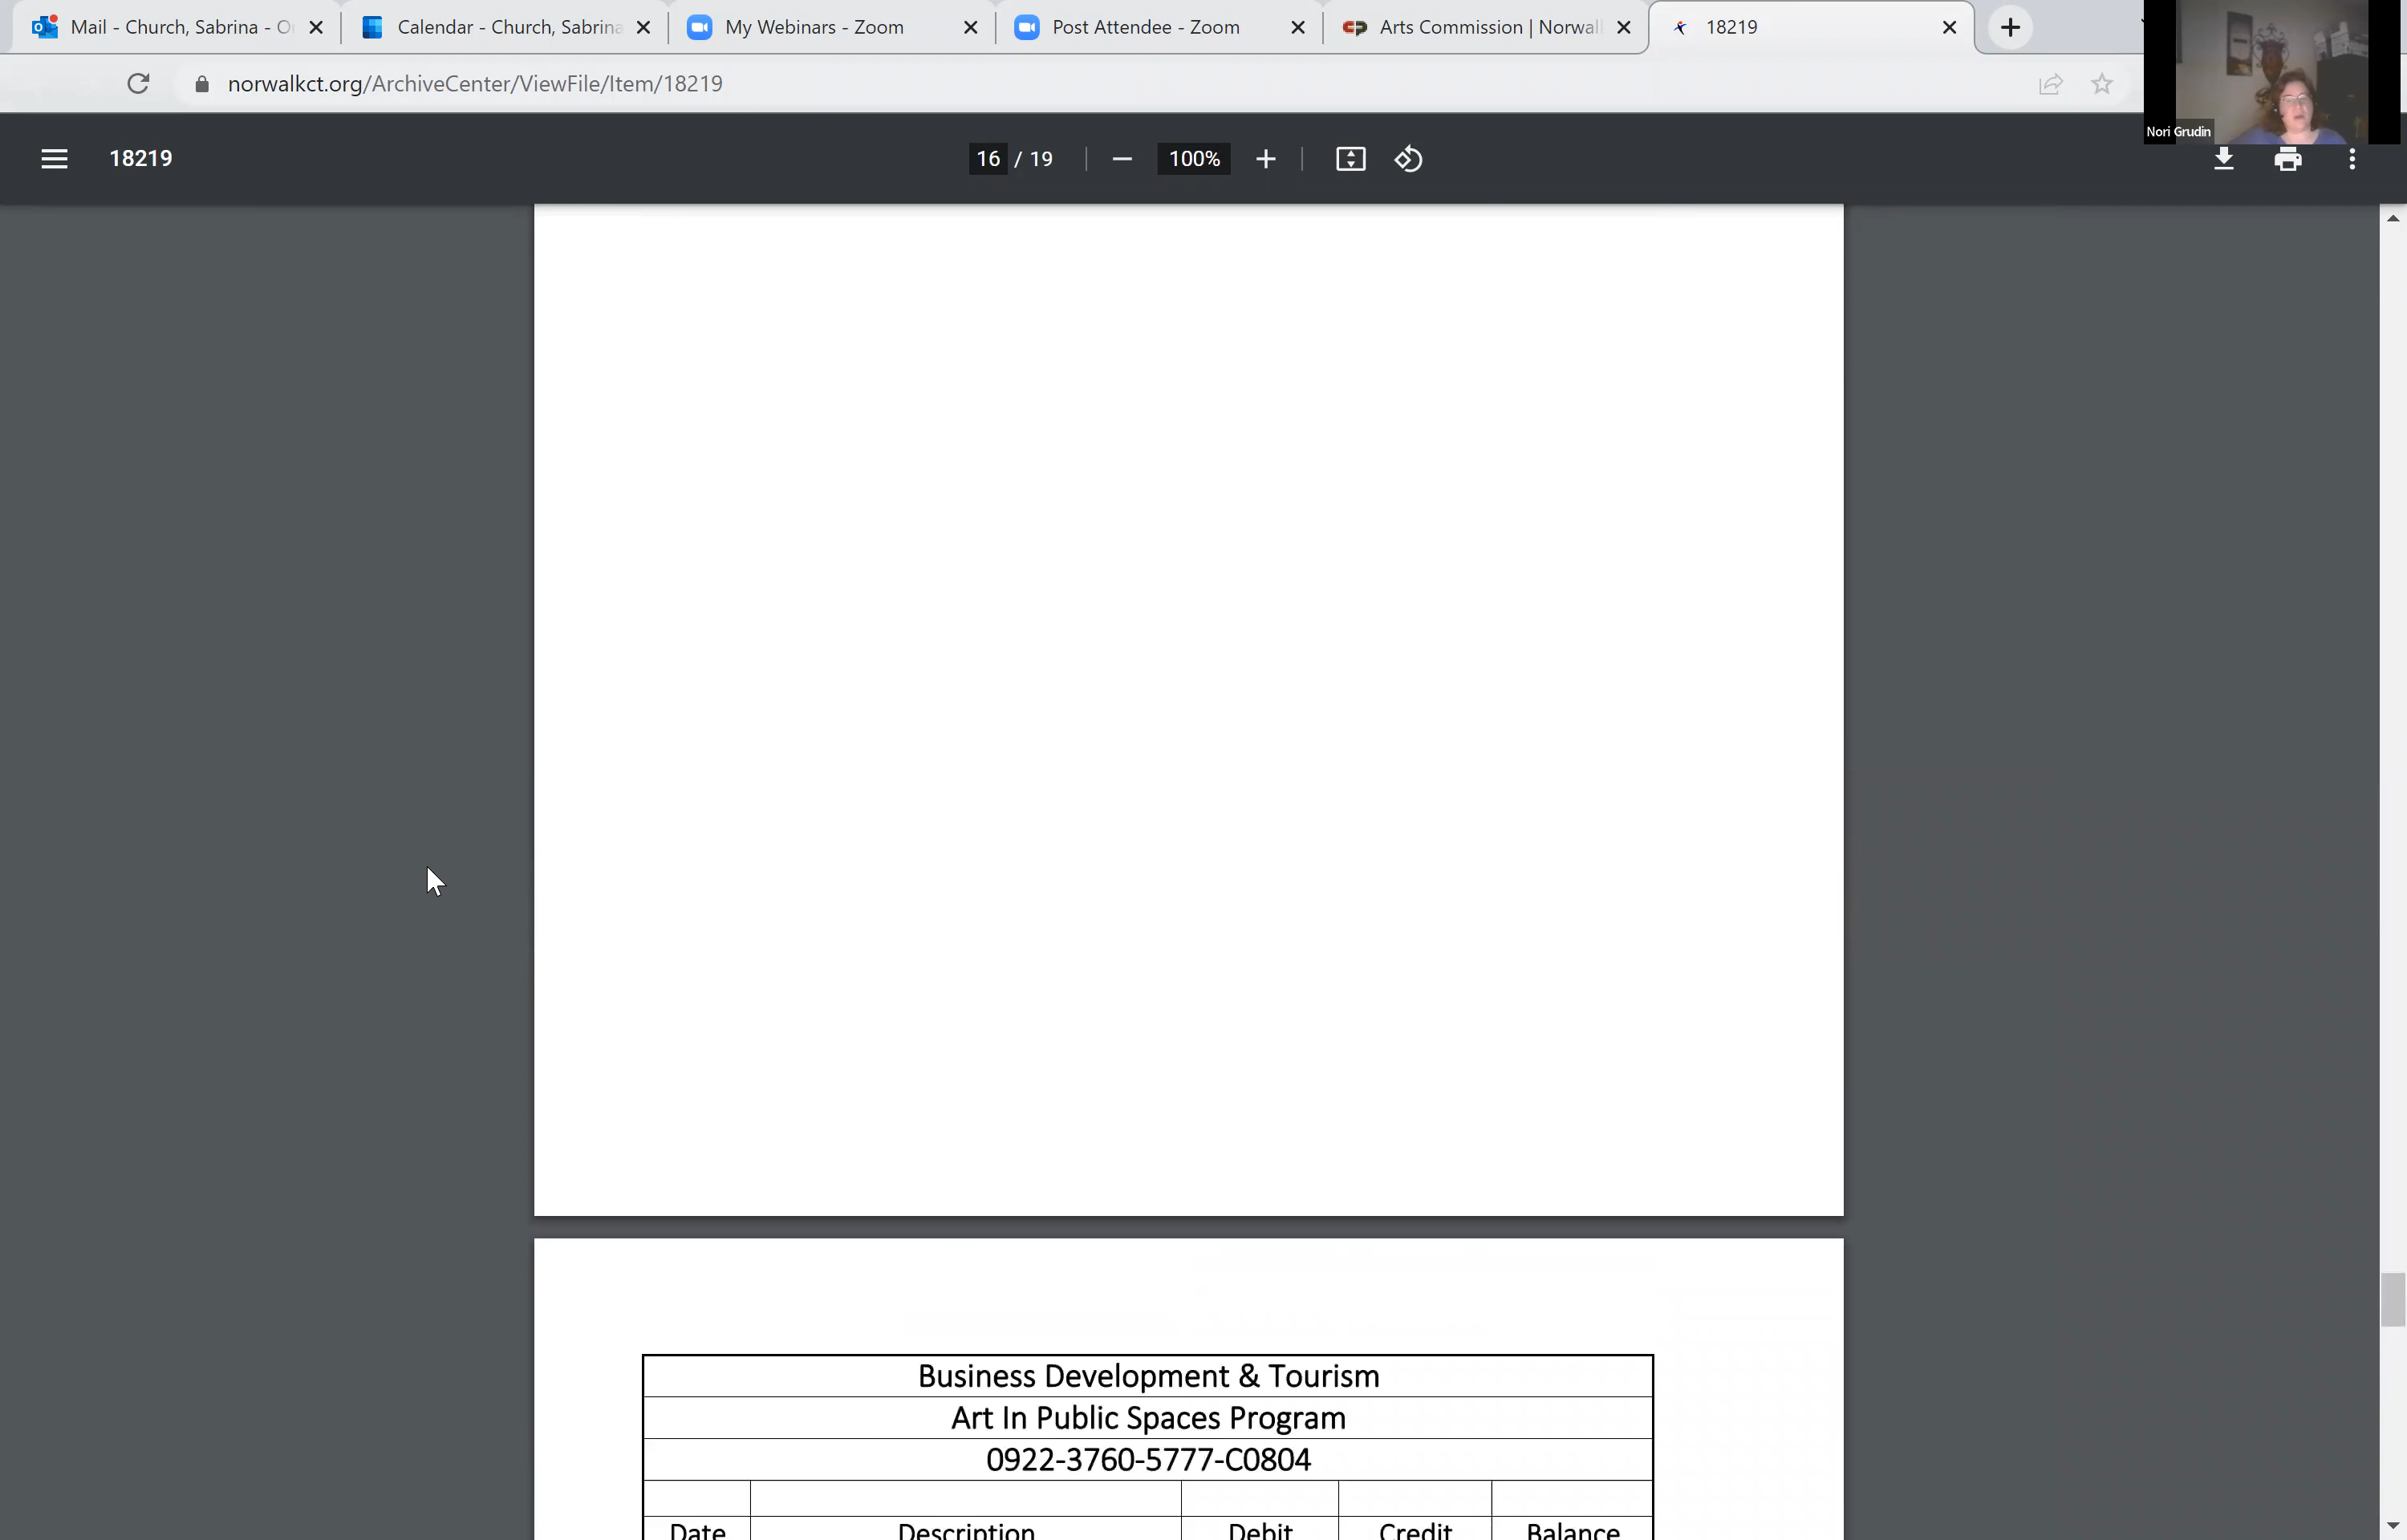 Mail - Church, Sabrina - O
Calendar - Church, Sabrina
My Webinars - Zoom
Post Attendee - Zoom
Arts Commission | Norwal
18219
norwalkct.org/ArchiveCenter/ViewFile/Item/18219
Nori Grudin
18219
16 / 19
100%
Business Development & Tourism
Art In Public Spaces Program
0922-3760-5777-C0804
Date Description Debit Credit Balance